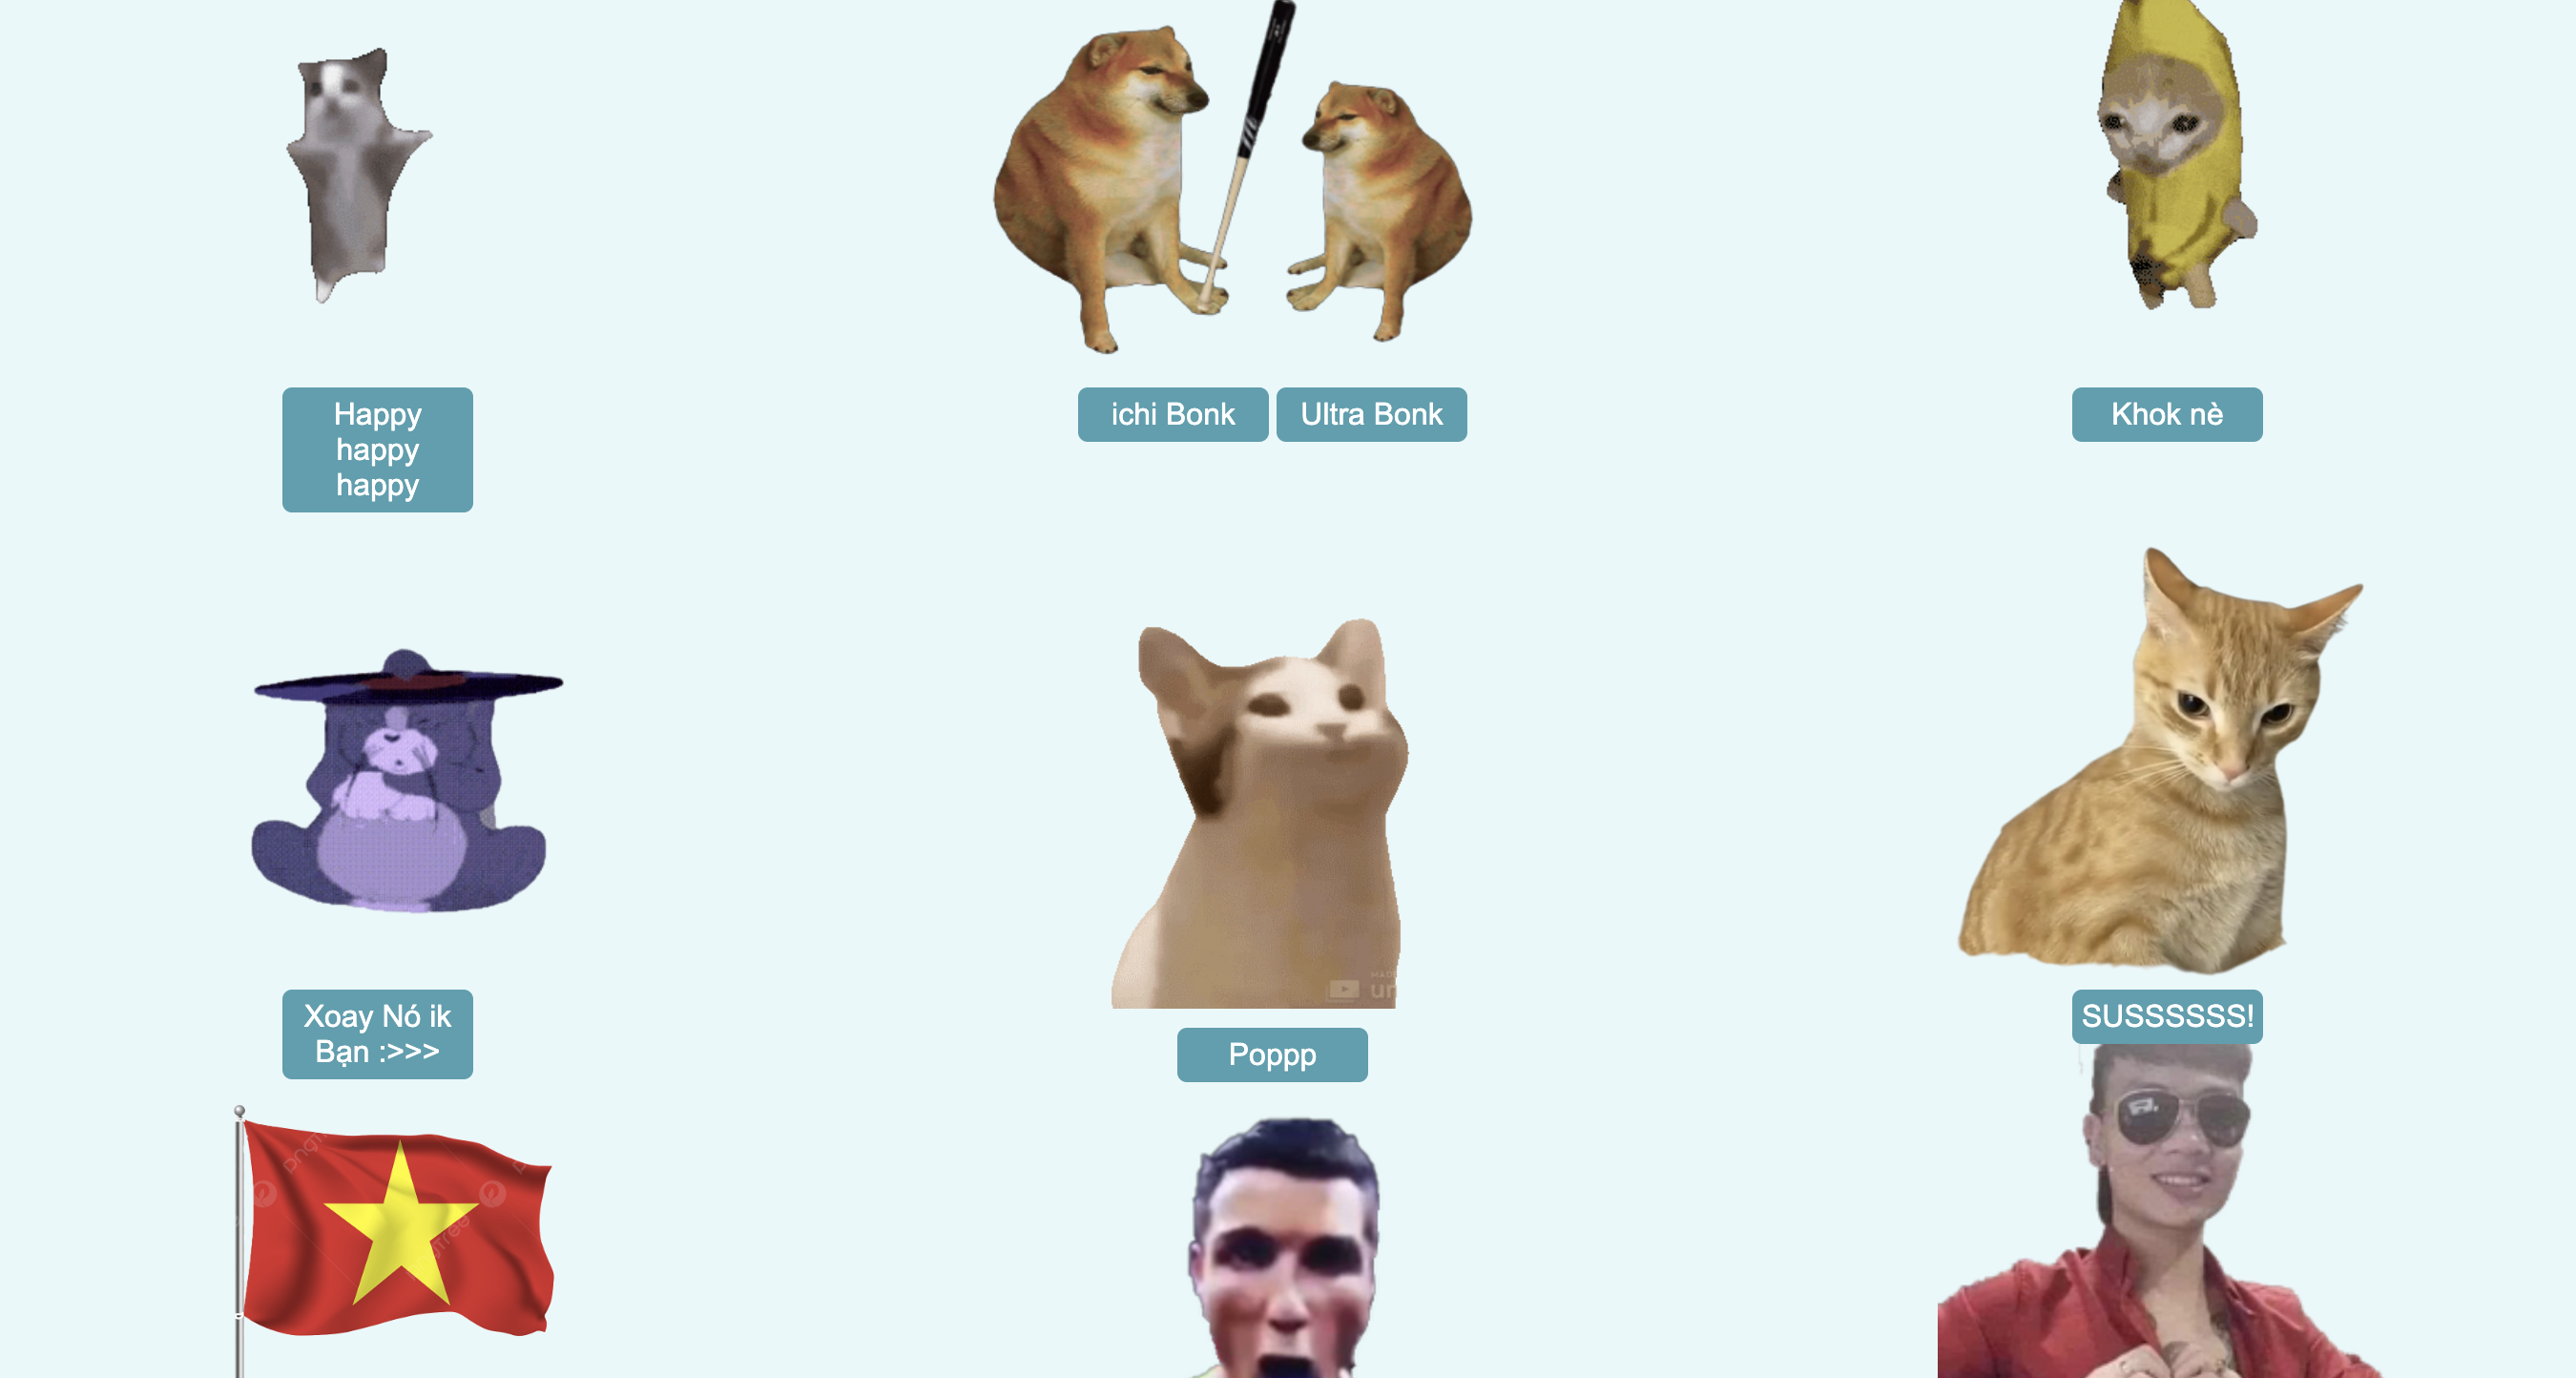 Happy
happy
happy
ichi Bonk
Ultra Bonk
Khok nè
Xoay Nó ik
Bạn :>>>
Poppp
SUSSSSSS!